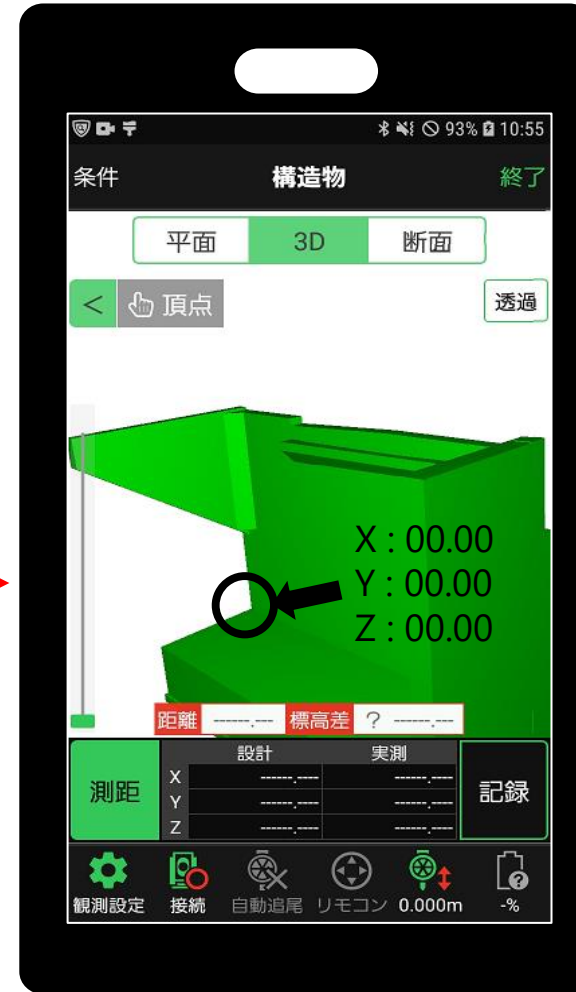 93% 10:55
条件 構造物 終了
平面 3D 断面
< 頂点 透過
X : 00.00
Y : 00.00
Z : 00.00
距離 ------.--- 標高差 ? ------.---
設計 実測
測距 記録
X ------.---- ------.----
Y ------.---- ------.----
Z ------.---- ------.----
観測設定 接続 自動追尾 リモコン 0.000m -%